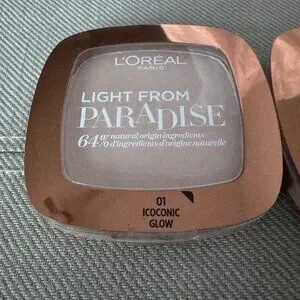 L'ORÉAL
PARIS
LIGHT FROM
PARADISE
64% natural origin ingredients
d'ingrédients d'origine naturelle
01
ICOCONIC
GLOW